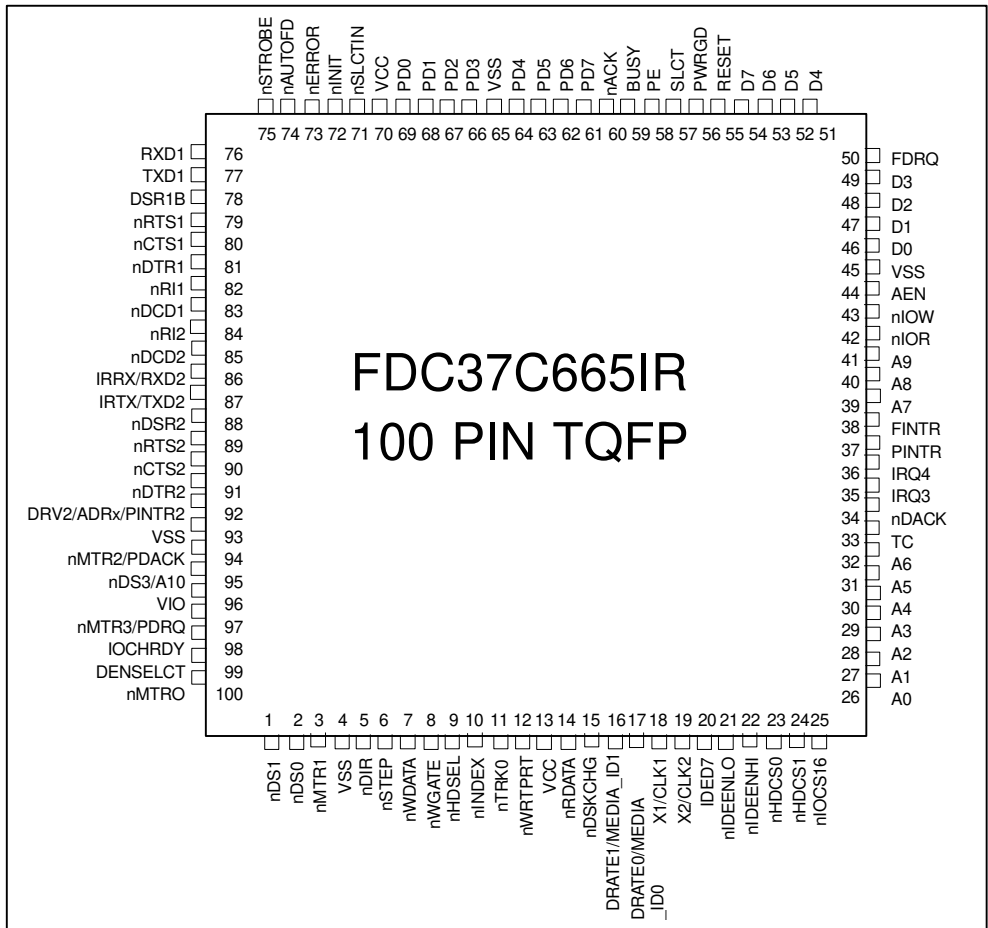 nSTROBE
nAUTOFD
nERROR
nINIT
nSLCTIN
VCC
PD0
PD1
PD2
PD3
VSS
PD4
PD5
PD6
PD7
nACK
BUSY
PE
SLCT
PWRGD
RESET
D7
D6
D5
D4
75 74 73 72 71 70 69 68 67 66 65 64 63 62 61 60 59 58 57 56 55 54 53 52 51
RXD1 76
TXD1 77
DSR1B 78
nRTS1 79
nCTS1 80
nDTR1 81
nRI1 82
nDCD1 83
nRI2 84
nDCD2 85
IRRX/RXD2 86
IRTX/TXD2 87
nDSR2 88
nRTS2 89
nCTS2 90
nDTR2 91
DRV2/ADRx/PINTR2 92
VSS 93
nMTR2/PDACK 94
nDS3/A10 95
VIO 96
nMTR3/PDRQ 97
IOCHRDY 98
DENSELCT 99
nMTRO 100
FDC37C665IR
100 PIN TQFP
50 FDRQ
49 D3
48 D2
47 D1
46 D0
45 VSS
44 AEN
43 nIOW
42 nIOR
41 A9
40 A8
39 A7
38 FINTR
37 PINTR
36 IRQ4
35 IRQ3
34 nDACK
33 TC
32 A6
31 A5
30 A4
29 A3
28 A2
27 A1
26 A0
1 2 3 4 5 6 7 8 9 10 11 12 13 14 15 16 17 18 19 20 21 22 23 24 25
nDS1
nDS0
nMTR1
VSS
nDIR
nSTEP
nWDATA
nWGATE
nHDSEL
nINDEX
nTRK0
nWRTPRT
VCC
nRDATA
nDSKCHG
DRATE1/MEDIA_ID1
DRATE0/MEDIA
_ID0
X1/CLK1
X2/CLK2
IDED7
nIDEENLO
nIDEENHI
nHDCS0
nHDCS1
nIOCS16